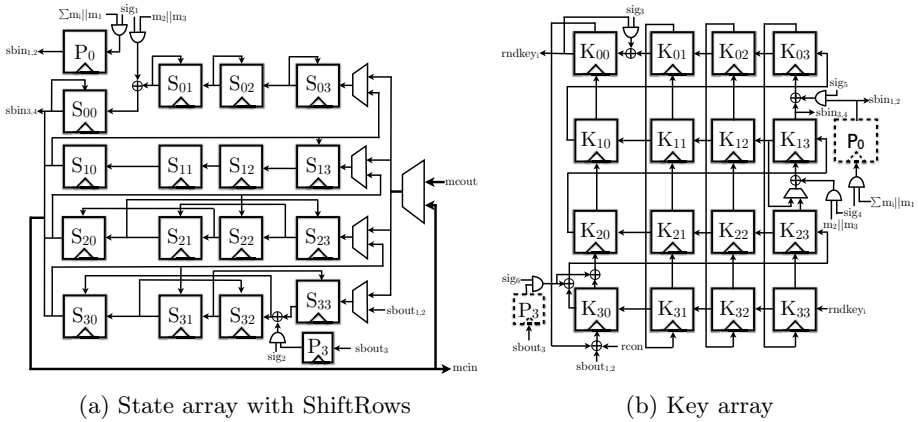 ∑mᵢ||m₁
sig₁
m₂||m₃
sbin₁,₂
P₀
S₀₁
S₀₂
S₀₃
sbin₃,₄
S₀₀
S₁₀
S₁₁
S₁₂
S₁₃
mcout
S₂₀
S₂₁
S₂₂
S₂₃
S₃₀
S₃₁
S₃₂
S₃₃
sbout₁,₂
sig₂
P₃
sbout₃
mcin
(a) State array with ShiftRows
sig₃
rndkeyᵢ
K₀₀
K₀₁
K₀₂
K₀₃
sig₅
sbin₁,₂
sbin₃,₄
K₁₀
K₁₁
K₁₂
K₁₃
P₀
∑mᵢ||m₁
sig₄
m₂||m₃
K₂₀
K₂₁
K₂₂
K₂₃
sig₆
P₃
sbout₃
K₃₀
K₃₁
K₃₂
K₃₃
rndkeyᵢ
rcon
sbout₁,₂
(b) Key array